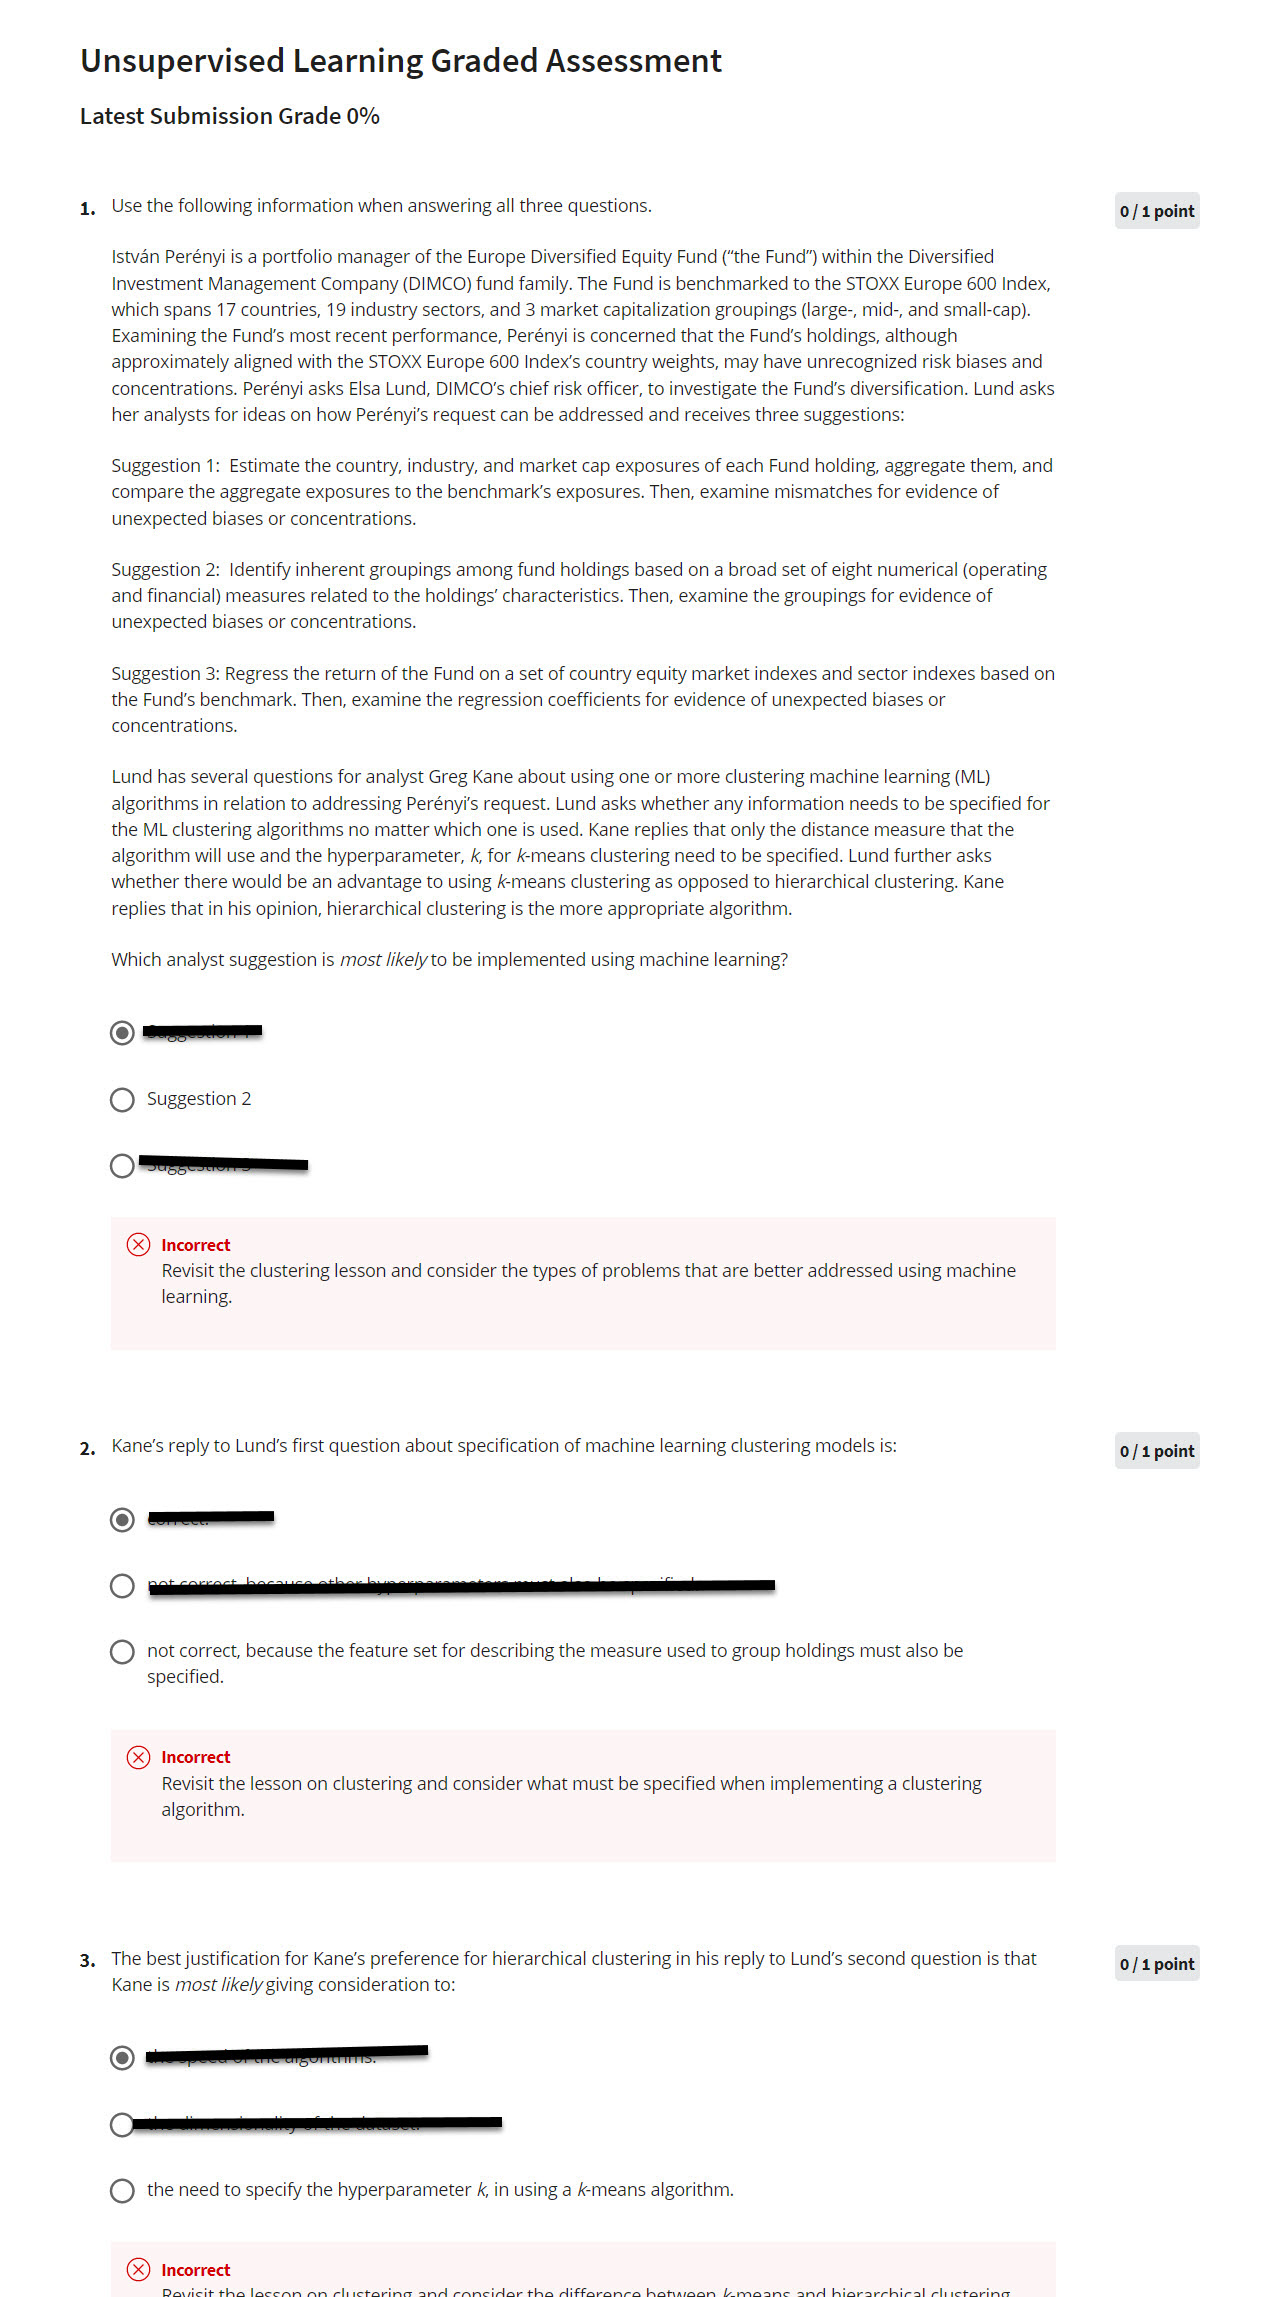 Unsupervised Learning Graded Assessment
Latest Submission Grade 0%
1. Use the following information when answering all three questions.
0 / 1 point
István Perényi is a portfolio manager of the Europe Diversified Equity Fund (“the Fund”) within the Diversified
Investment Management Company (DIMCO) fund family. The Fund is benchmarked to the STOXX Europe 600 Index,
which spans 17 countries, 19 industry sectors, and 3 market capitalization groupings (large-, mid-, and small-cap).
Examining the Fund’s most recent performance, Perényi is concerned that the Fund’s holdings, although
approximately aligned with the STOXX Europe 600 Index’s country weights, may have unrecognized risk biases and
concentrations. Perényi asks Elsa Lund, DIMCO’s chief risk officer, to investigate the Fund’s diversification. Lund asks
her analysts for ideas on how Perényi’s request can be addressed and receives three suggestions:
Suggestion 1:  Estimate the country, industry, and market cap exposures of each Fund holding, aggregate them, and
compare the aggregate exposures to the benchmark’s exposures. Then, examine mismatches for evidence of
unexpected biases or concentrations.
Suggestion 2:  Identify inherent groupings among fund holdings based on a broad set of eight numerical (operating
and financial) measures related to the holdings’ characteristics. Then, examine the groupings for evidence of
unexpected biases or concentrations.
Suggestion 3: Regress the return of the Fund on a set of country equity market indexes and sector indexes based on
the Fund’s benchmark. Then, examine the regression coefficients for evidence of unexpected biases or
concentrations.
Lund has several questions for analyst Greg Kane about using one or more clustering machine learning (ML)
algorithms in relation to addressing Perényi’s request. Lund asks whether any information needs to be specified for
the ML clustering algorithms no matter which one is used. Kane replies that only the distance measure that the
algorithm will use and the hyperparameter, k, for k-means clustering need to be specified. Lund further asks
whether there would be an advantage to using k-means clustering as opposed to hierarchical clustering. Kane
replies that in his opinion, hierarchical clustering is the more appropriate algorithm.
Which analyst suggestion is most likely to be implemented using machine learning?
Suggestion 2
Incorrect
Revisit the clustering lesson and consider the types of problems that are better addressed using machine
learning.
2. Kane’s reply to Lund’s first question about specification of machine learning clustering models is:
0 / 1 point
not correct, because the feature set for describing the measure used to group holdings must also be
specified.
Incorrect
Revisit the lesson on clustering and consider what must be specified when implementing a clustering
algorithm.
3. The best justification for Kane’s preference for hierarchical clustering in his reply to Lund’s second question is that
Kane is most likely giving consideration to:
0 / 1 point
the need to specify the hyperparameter k, in using a k-means algorithm.
Incorrect
Revisit the lesson on clustering and consider the difference between k-means and hierarchical clustering